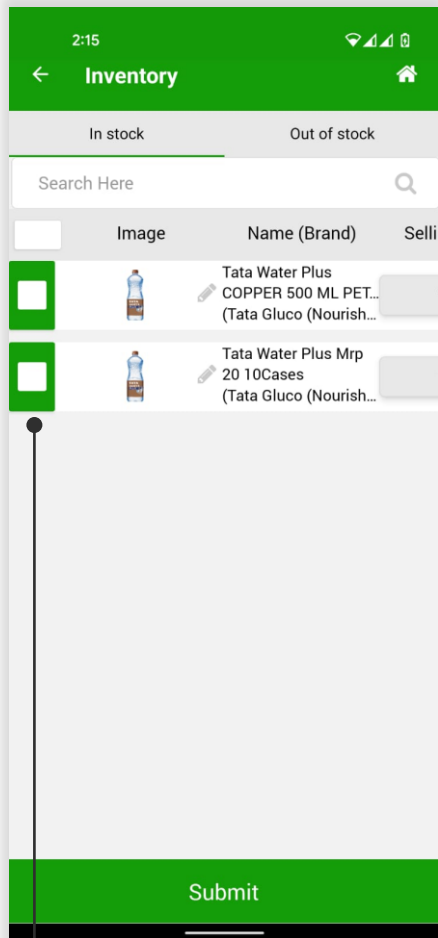 2:15
Inventory
In stock
Out of stock
Search Here
Image
Name (Brand)
Selli
Tata Water Plus
COPPER 500 ML PET...
(Tata Gluco (Nourish...
Tata Water Plus Mrp
20 10Cases
(Tata Gluco (Nourish...
Submit